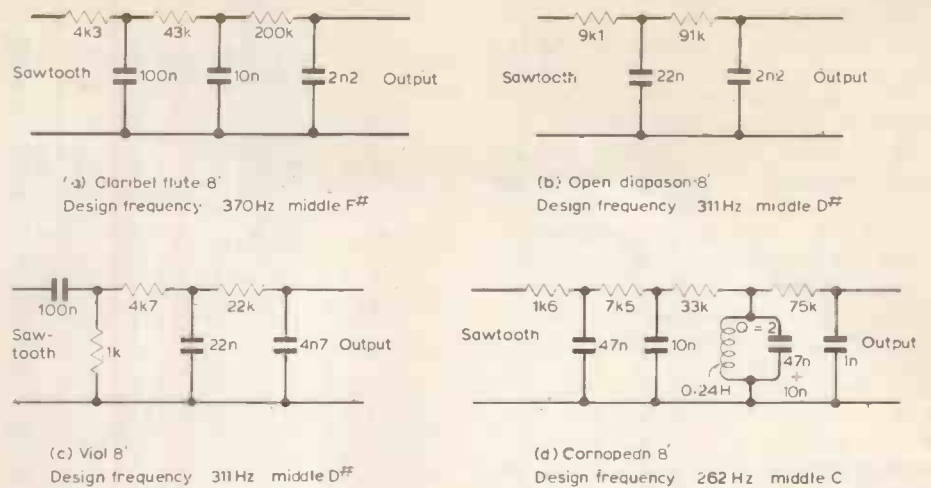 4k3 43k 200k
Sawtooth 100n 10n 2n2 Output
(a) Claribel flute 8'
Design frequency 370Hz middle F#
9k1 91k
Sawtooth 22n 2n2 Output
(b) Open diapason 8'
Design frequency 311Hz middle D#
100n 4k7 22k
Saw-
tooth 1k 22n 4n7 Output
(c) Viol 8'
Design frequency 311Hz middle D#
1k6 7k5 33k 75k
Sawtooth 47n 10n Q = 2 47n 1n Output
+
0.24H 10n
(d) Cornopean 8'
Design frequency 262Hz middle C